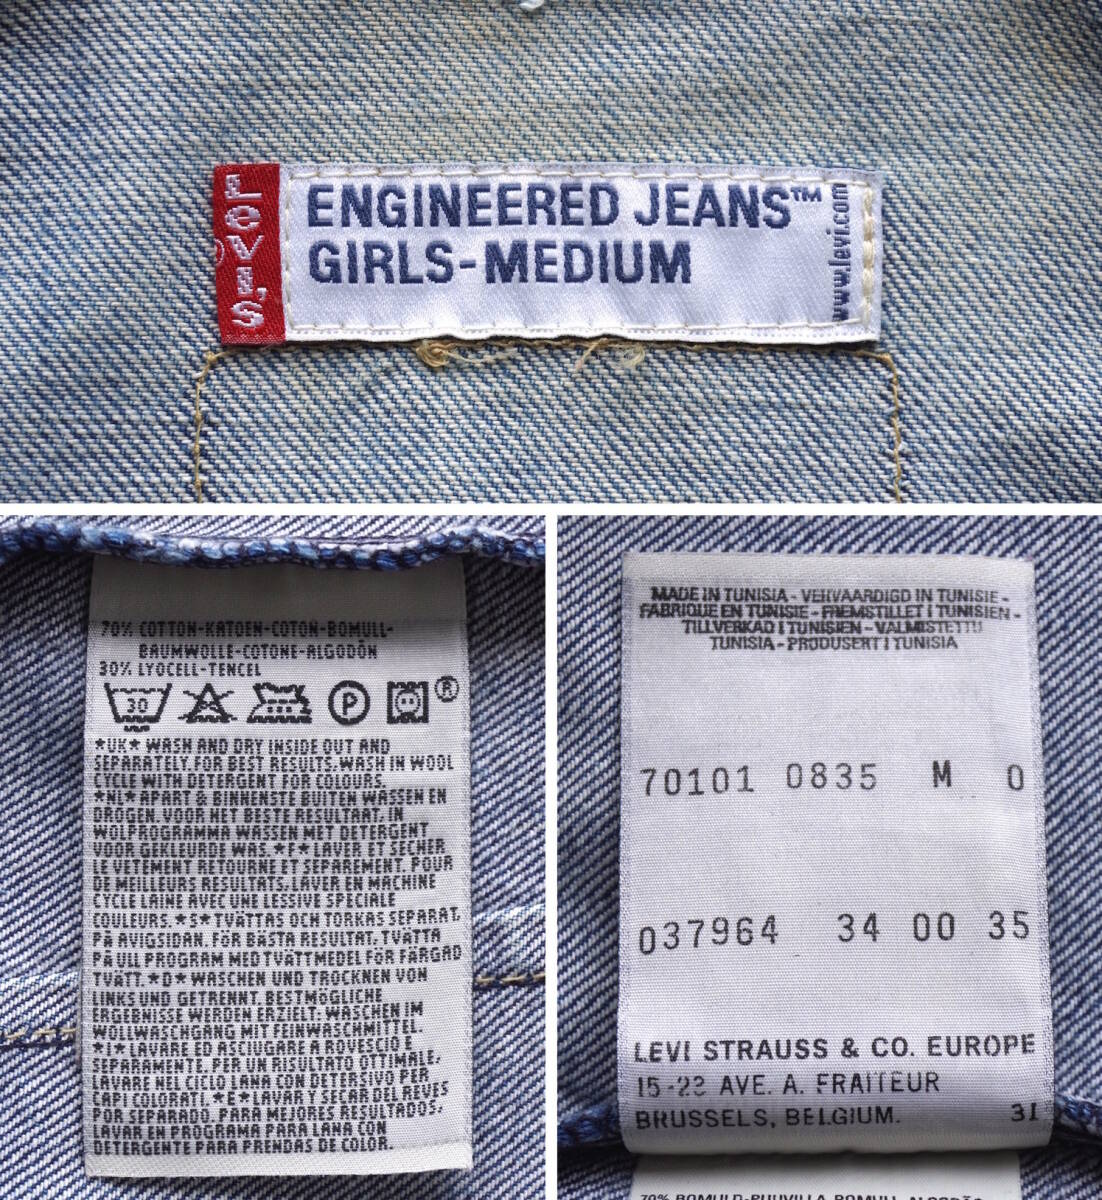 LEVI'S
ENGINEERED JEANS™
GIRLS-MEDIUM
www.levi.com
70% COTTON-KATOEN-COTON-BOMULL-
BAUMWOLLE-COTONE-ALGODÓN
30% LYOCELL-TENCEL
30
P
®
*UK* WASH AND DRY INSIDE OUT AND
SEPARATELY. FOR BEST RESULTS. WASH IN WOOL
CYCLE WITH DETERGENT FOR COLOURS.
*NL* APART & BINNENSTE BUITEN WASSEN EN
DROGEN. VOOR HET BESTE RESULTAAT. IN
WOLPROGRAMMA WASSEN MET DETERGENT
VOOR GEKLEURDE WAS. *F* LAVER ET SECHER
LE VETEMENT RETOURNE ET SEPAREMENT. POUR
DE MEILLEURS RESULTATS, LAVER EN MACHINE
CYCLE LAINE AVEC UNE LESSIVE SPECIALE
COULEURS. *S* TVÄTTAS OCH TORKAS SEPARAT,
PÅ AVIGSIDAN. FÖR BÄSTA RESULTAT, TVÄTTA
PÅ ULL PROGRAM MED TVÄTTMEDEL FÖR FÄRGAD
TVÄTT. *D* WASCHEN UND TROCKNEN VON
LINKS UND GETRENNT. BESTMÖGLICHE
ERGEBNISSE WERDEN ERZIELT: WASCHEN IM
WOLLWASCHGANG MIT FEINWASCHMITTEL.
*I* LAVARE ED ASCIUGARE A ROVESCIO E
SEPARAMENTE. PER UN RISULTATO OTTIMALE,
LAVARE NEL CICLO LANA CON DETERSIVO PER
CAPI COLORATI. *E* LAVAR Y SECAR DEL REVES
POR SEPARADO. PARA MEJORES RESULTADOS,
LAVAR EN PROGRAMA PARA LANA CON
DETERGENTE PARA PRENDAS DE COLOR.
MADE IN TUNISIA - VERVAARDIGD IN TUNISIE -
FABRIQUE EN TUNISIE - FREMSTILLET I TUNISIEN -
TILLVERKAD I TUNISIEN - VALMISTETTU
TUNISIA - PRODUSERT I TUNISIA
70101 0835 M 0
037964 34 00 35
LEVI STRAUSS & CO. EUROPE
15-23 AVE. A. FRAITEUR
BRUSSELS, BELGIUM. 31
70% BOMULD-PUUVILLA-BOMULL-ALGODÃO